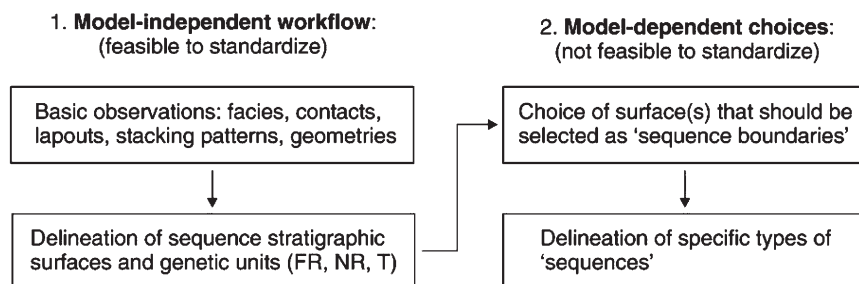 1. Model-independent workflow:
(feasible to standardize)
Basic observations: facies, contacts,
lapouts, stacking patterns, geometries
Delineation of sequence stratigraphic
surfaces and genetic units (FR, NR, T)
2. Model-dependent choices:
(not feasible to standardize)
Choice of surface(s) that should be
selected as ‘sequence boundaries’
Delineation of specific types of
‘sequences’